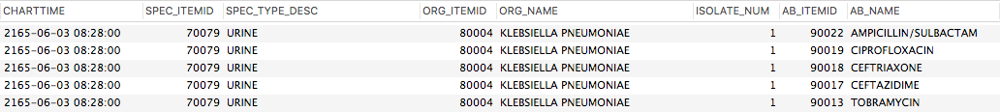 CHARTTIME SPEC_ITEMID SPEC_TYPE_DESC ORG_ITEMID ORG_NAME ISOLATE_NUM AB_ITEMID AB_NAME
2165-06-03 08:28:00 70079 URINE 80004 KLEBSIELLA PNEUMONIAE 1 90022 AMPICILLIN/SULBACTAM
2165-06-03 08:28:00 70079 URINE 80004 KLEBSIELLA PNEUMONIAE 1 90019 CIPROFLOXACIN
2165-06-03 08:28:00 70079 URINE 80004 KLEBSIELLA PNEUMONIAE 1 90018 CEFTRIAXONE
2165-06-03 08:28:00 70079 URINE 80004 KLEBSIELLA PNEUMONIAE 1 90017 CEFTAZIDIME
2165-06-03 08:28:00 70079 URINE 80004 KLEBSIELLA PNEUMONIAE 1 90013 TOBRAMYCIN